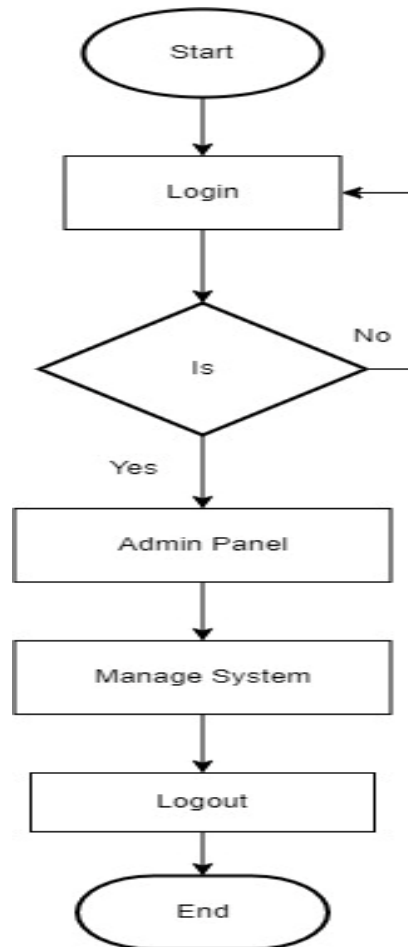 Start
Login
Is
No
Yes
Admin Panel
Manage System
Logout
End